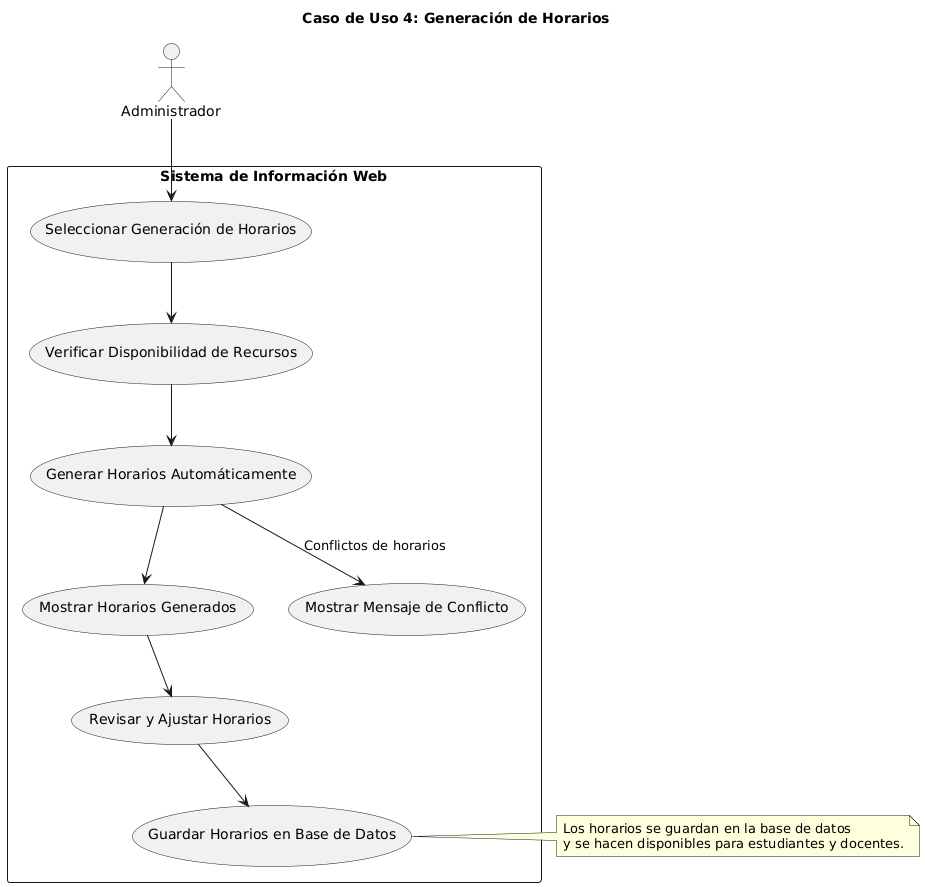 Caso de Uso 4: Generación de Horarios
Administrador
Sistema de Información Web
Seleccionar Generación de Horarios
Verificar Disponibilidad de Recursos
Generar Horarios Automáticamente
Conflictos de horarios
Mostrar Horarios Generados
Mostrar Mensaje de Conflicto
Revisar y Ajustar Horarios
Guardar Horarios en Base de Datos
Los horarios se guardan en la base de datos
y se hacen disponibles para estudiantes y docentes.